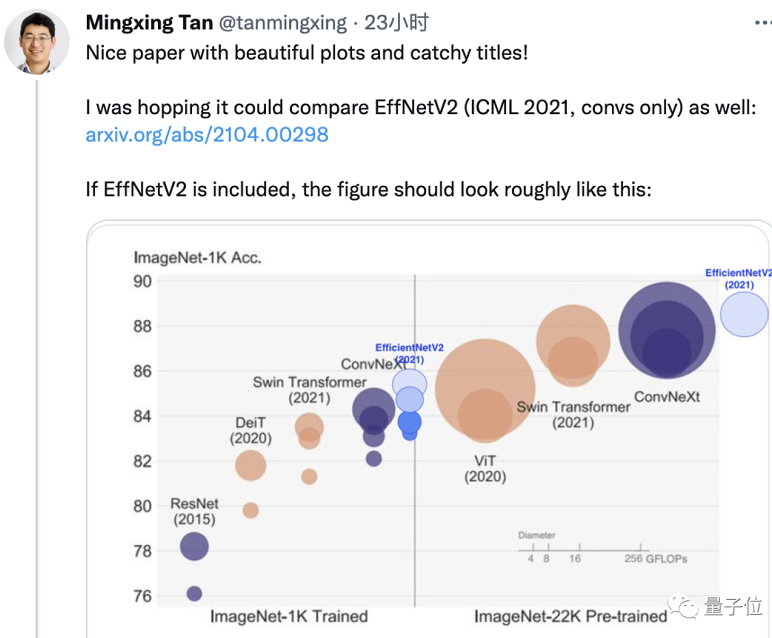 Mingxing Tan @tanmingxing · 23小时
Nice paper with beautiful plots and catchy titles!
I was hopping it could compare EffNetV2 (ICML 2021, convs only) as well:
arxiv.org/abs/2104.00298
If EffNetV2 is included, the figure should look roughly like this:
ImageNet-1K Acc.
90
88
86
84
82
80
78
76
ResNet
(2015)
DeiT
(2020)
Swin Transformer
(2021)
ConvNeXt
EfficientNetV2
(2021)
ViT
(2020)
Swin Transformer
(2021)
ConvNeXt
EfficientNetV2
(2021)
Diameter
4 8 16 256 GFLOPs
ImageNet-1K Trained
ImageNet-22K Pre-trained
量子位